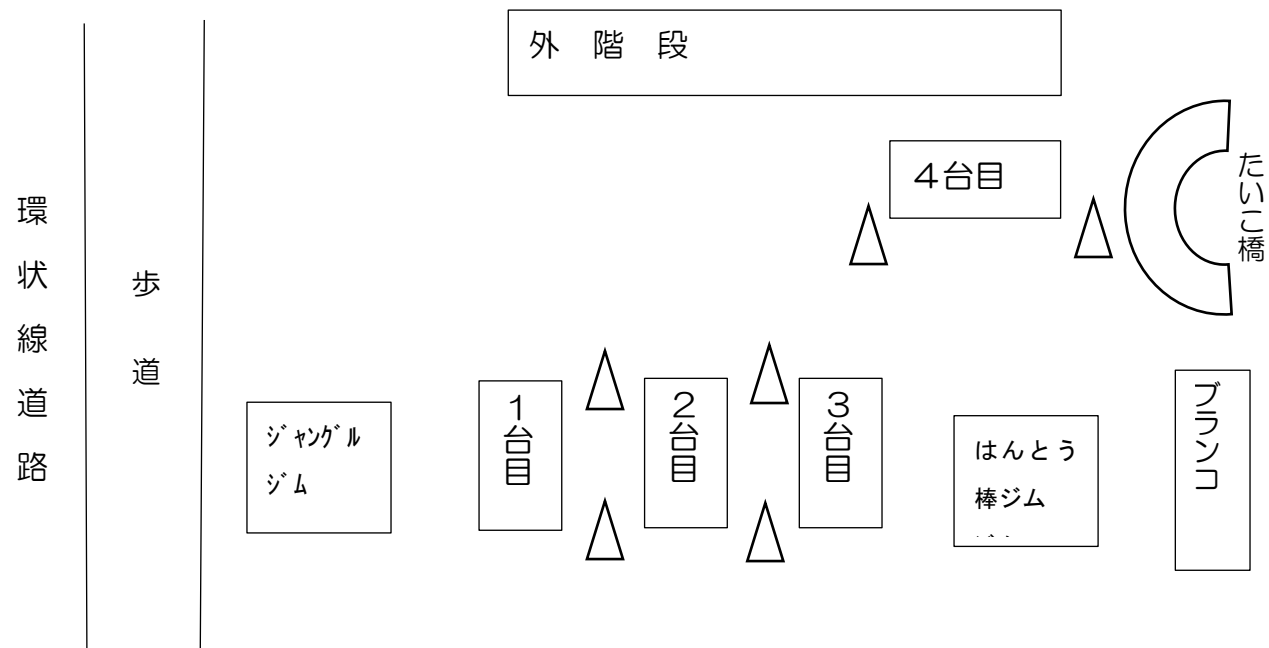 外 階 段
4台目
たいこ橋
環状線道路
歩道
1台目
2台目
3台目
ｼﾞｬﾝｸﾞﾙ
ｼﾞﾑ
はんとう
棒ジム
ブランコ